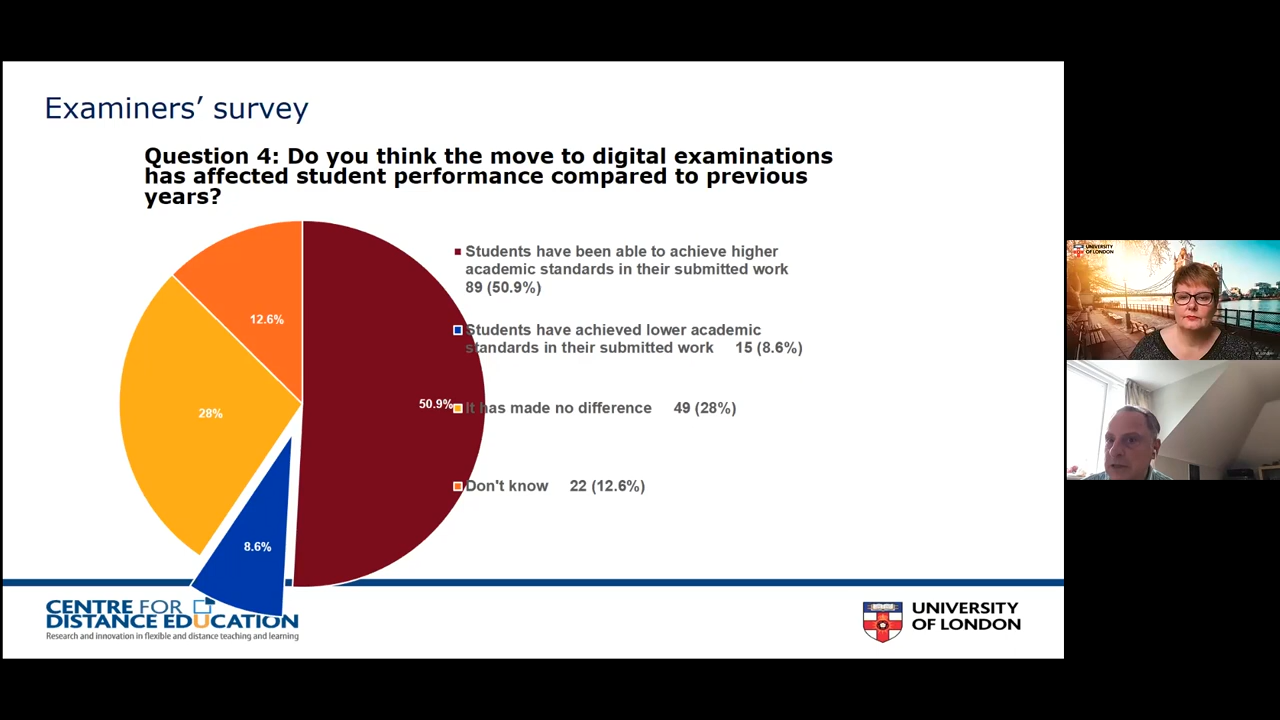 Examiners’ survey
Question 4: Do you think the move to digital examinations
has affected student performance compared to previous
years?
Students have been able to achieve higher
academic standards in their submitted work
89 (50.9%)
Students have achieved lower academic
standards in their submitted work 15 (8.6%)
It has made no difference 49 (28%)
Don't know 22 (12.6%)
12.6%
28%
50.9%
8.6%
CENTRE FOR
DISTANCE EDUCATION
Research and innovation in flexible and distance teaching and learning
UNIVERSITY
OF LONDON
UNIVERSITY
OF LONDON